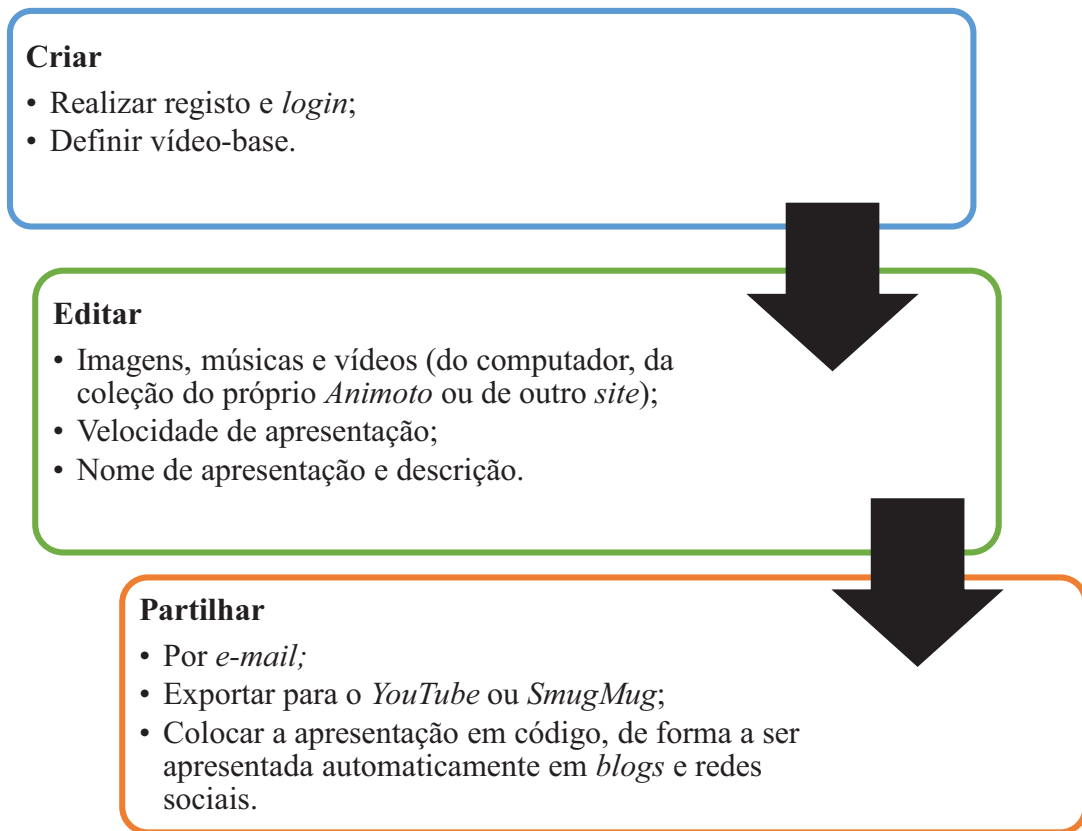 Criar
• Realizar registo e login;
• Definir vídeo-base.
Editar
• Imagens, músicas e vídeos (do computador, da
coleção do próprio Animoto ou de outro site);
• Velocidade de apresentação;
• Nome de apresentação e descrição.
Partilhar
• Por e-mail;
• Exportar para o YouTube ou SmugMug;
• Colocar a apresentação em código, de forma a ser
apresentada automaticamente em blogs e redes
sociais.